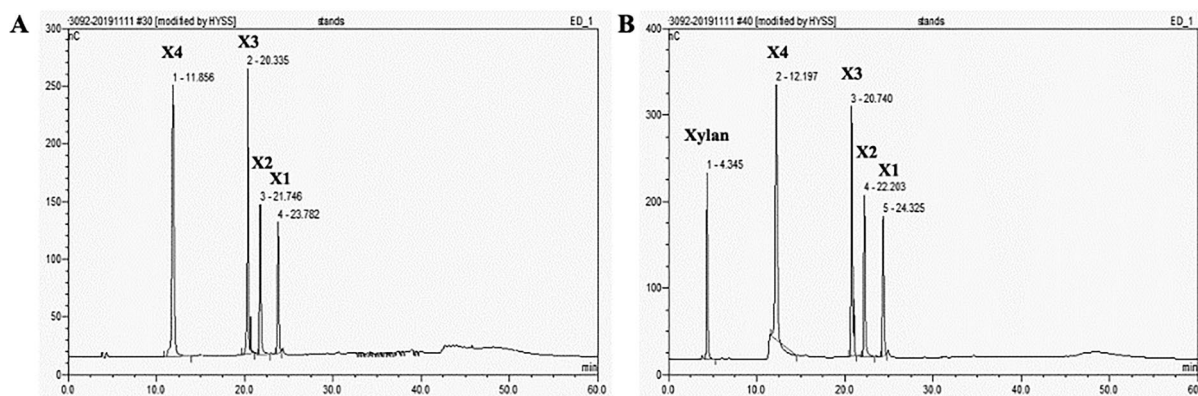 A
3092-20191111 #30 [modified by HYSS] stands ED_1
nC
300
250
200
150
100
50
0
X4
1 - 11.856
X3
2 - 20.335
X2
3 - 21.746
X1
4 - 23.782
0.0 10.0 20.0 30.0 40.0 50.0 60.0
min
B
3092-20191111 #40 [modified by HYSS] stands ED_1
nC
400
300
200
100
0
Xylan
1 - 4.345
X4
2 - 12.197
X3
3 - 20.740
X2
4 - 22.203
X1
5 - 24.325
0.0 10.0 20.0 30.0 40.0 50.0 60.0
min